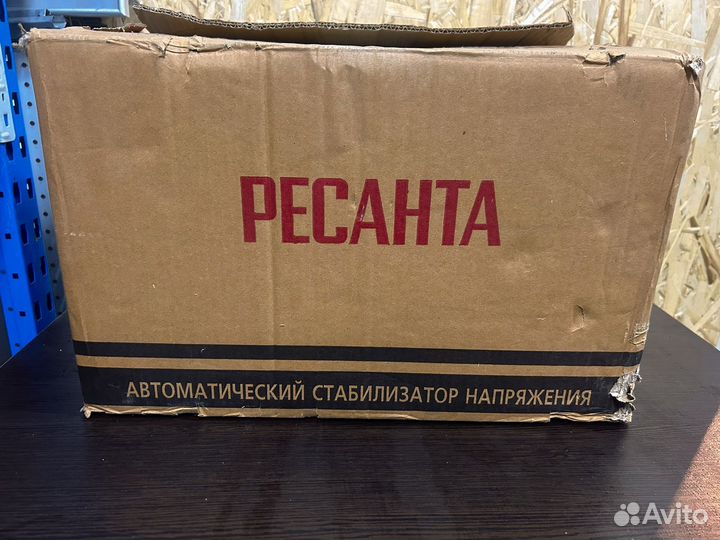 РЕСАНТА
АВТОМАТИЧЕСКИЙ СТАБИЛИЗАТОР НАПРЯЖЕНИЯ
Avito